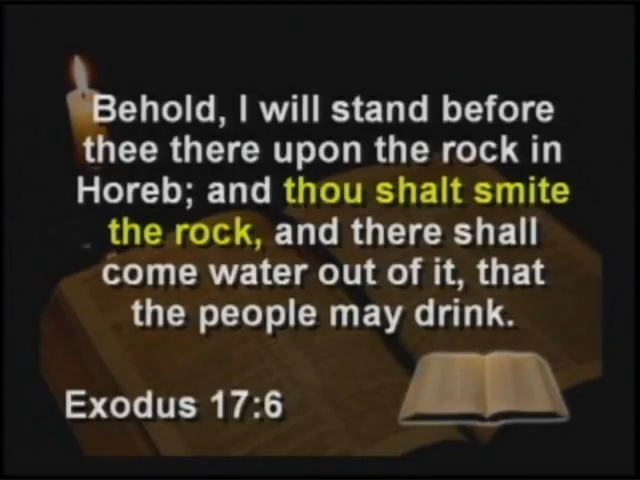 Behold, I will stand before
thee there upon the rock in
Horeb; and thou shalt smite
the rock, and there shall
come water out of it, that
the people may drink.
Exodus 17:6